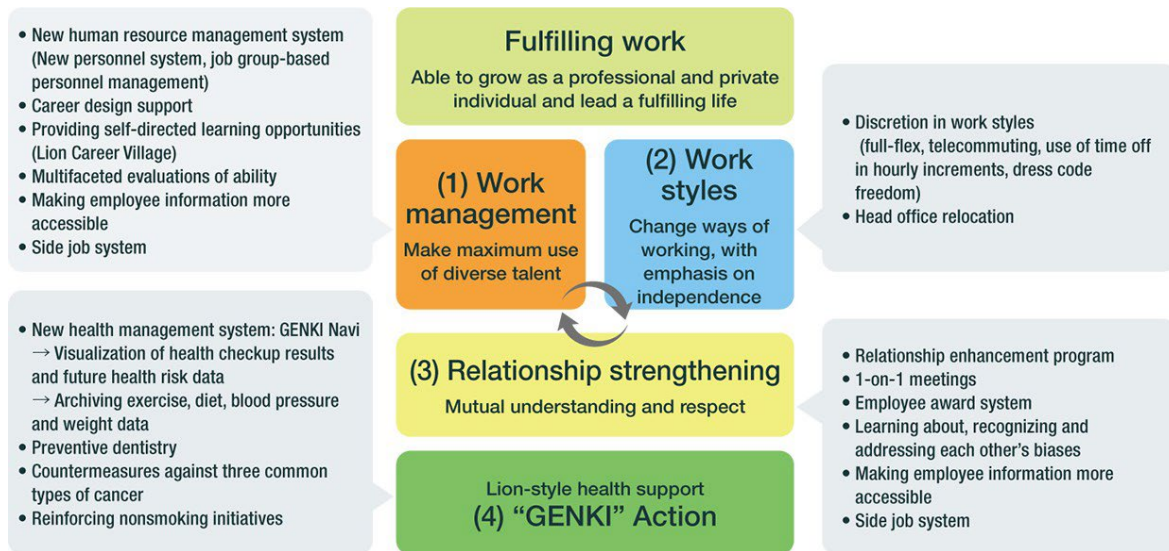 • New human resource management system
(New personnel system, job group-based
personnel management)
• Career design support
• Providing self-directed learning opportunities
(Lion Career Village)
• Multifaceted evaluations of ability
• Making employee information more
accessible
• Side job system
Fulfilling work
Able to grow as a professional and private
individual and lead a fulfilling life
(1) Work
management
Make maximum use
of diverse talent
(2) Work
styles
Change ways of
working, with
emphasis on
independence
• Discretion in work styles
(full-flex, telecommuting, use of time off
in hourly increments, dress code
freedom)
• Head office relocation
• New health management system: GENKI Navi
→ Visualization of health checkup results
and future health risk data
→ Archiving exercise, diet, blood pressure
and weight data
• Preventive dentistry
• Countermeasures against three common
types of cancer
• Reinforcing nonsmoking initiatives
(3) Relationship strengthening
Mutual understanding and respect
Lion-style health support
(4) “GENKI” Action
• Relationship enhancement program
• 1-on-1 meetings
• Employee award system
• Learning about, recognizing and
addressing each other’s biases
• Making employee information more
accessible
• Side job system